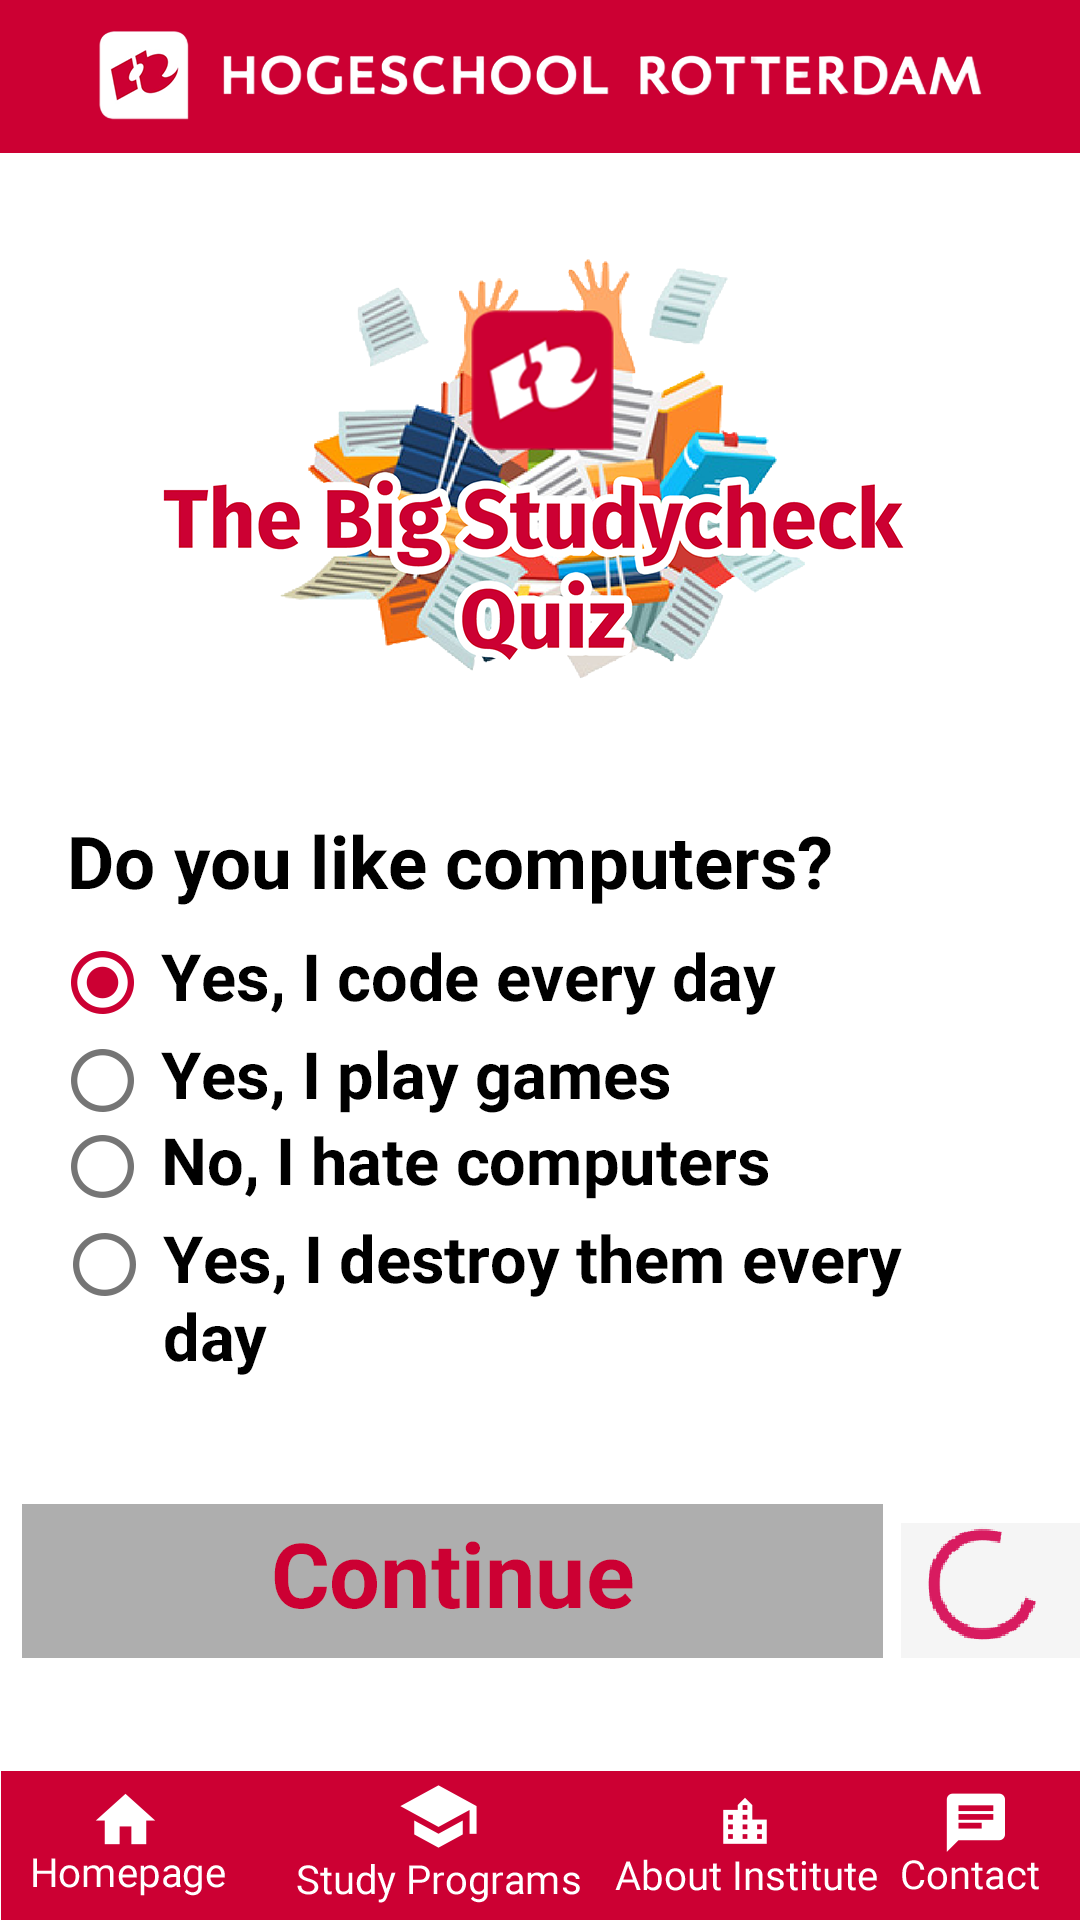 HOGESCHOOL ROTTERDAM
The Big Studycheck
Quiz
Do you like computers?
Yes, I code every day
Yes, I play games
No, I hate computers
Yes, I destroy them every
day
Continue
Homepage
Study Programs
About Institute
Contact